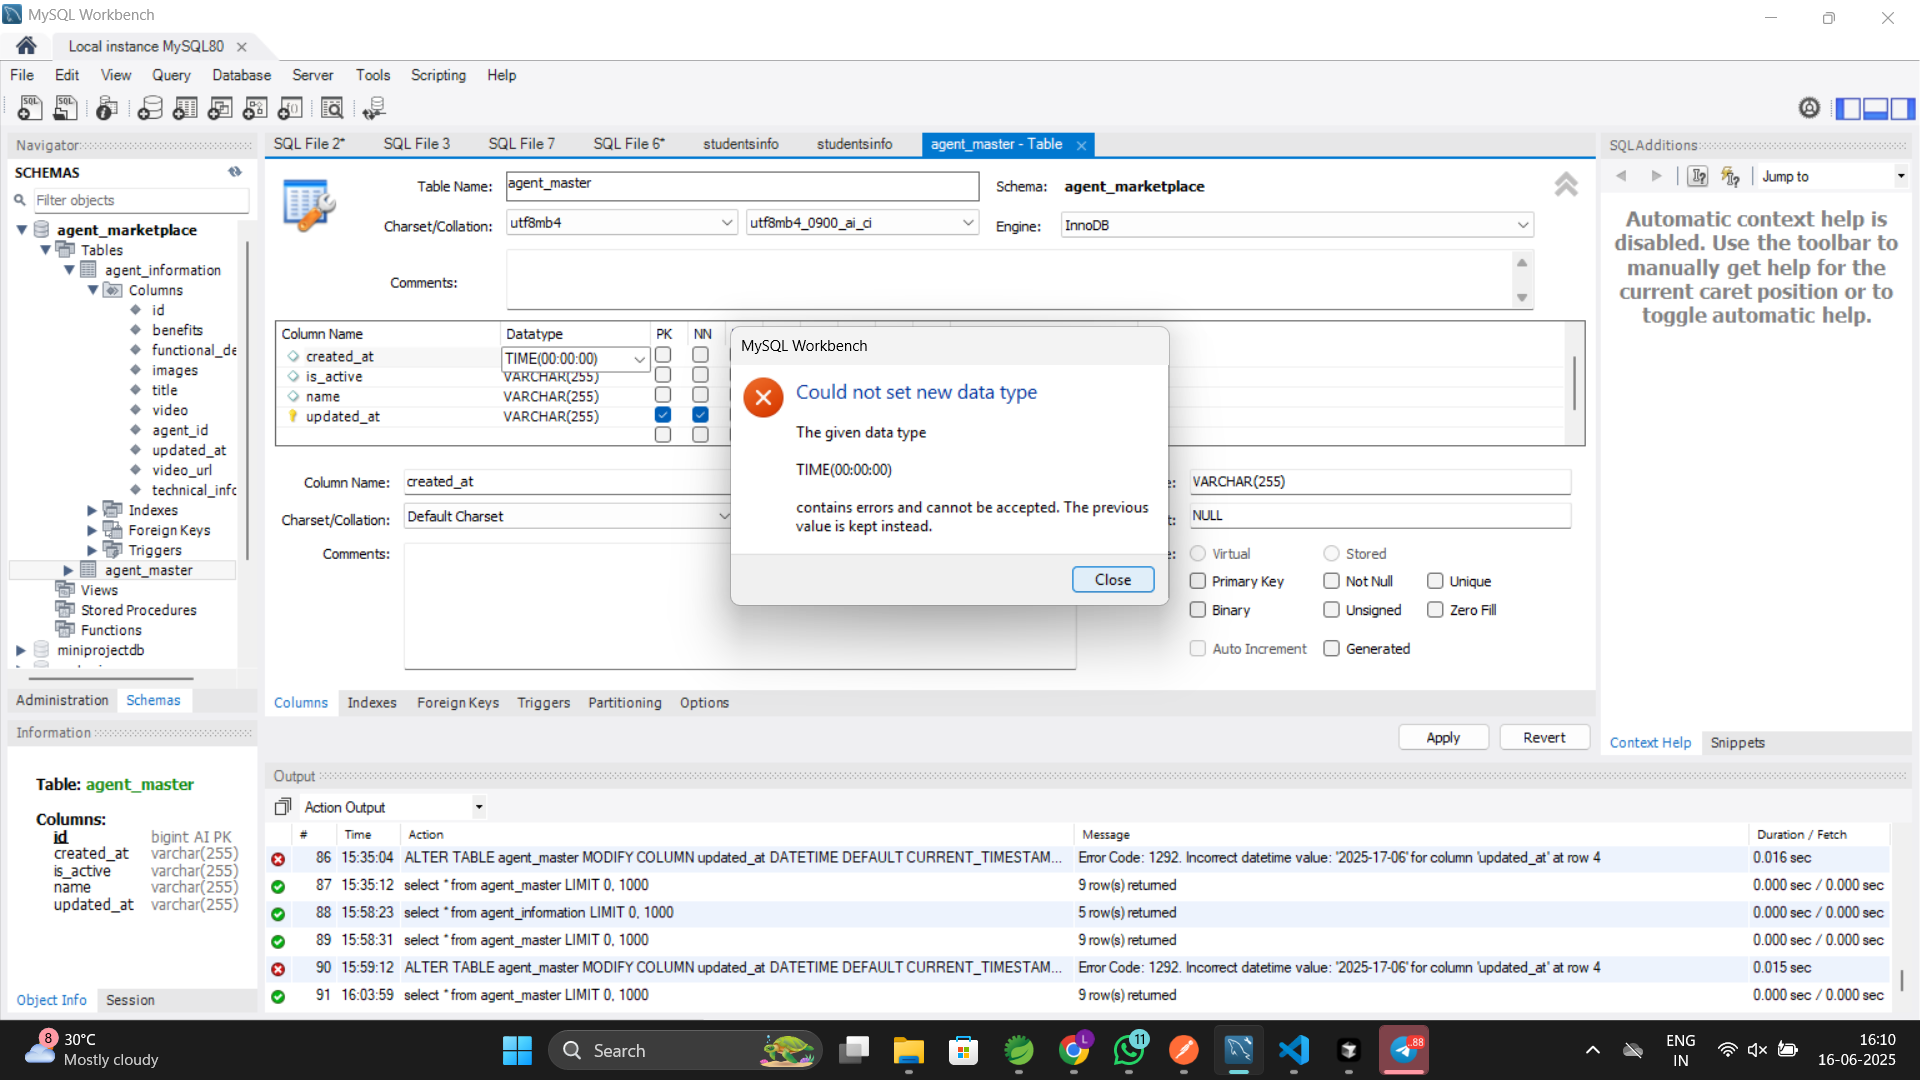 MySQL Workbench
Local instance MySQL80
File Edit View Query Database Server Tools Scripting Help
Navigator
SCHEMAS
Filter objects
agent_marketplace
Tables
agent_information
Columns
id
benefits
functional_de
images
title
video
agent_id
updated_at
video_url
technical_info
Indexes
Foreign Keys
Triggers
agent_master
Views
Stored Procedures
Functions
miniprojectdb
Administration Schemas
Information
Table: agent_master
Columns:
id bigint AI PK
created_at varchar(255)
is_active varchar(255)
name varchar(255)
updated_at varchar(255)
Object Info Session
SQL File 2* SQL File 3 SQL File 7 SQL File 6* studentsinfo studentsinfo agent_master - Table
Table Name: agent_master Schema: agent_marketplace
Charset/Collation: utf8mb4 utf8mb4_0900_ai_ci Engine: InnoDB
Comments:
Column Name Datatype PK NN
created_at TIME(00:00:00)
is_active VARCHAR(255)
name VARCHAR(255)
updated_at VARCHAR(255)
Column Name: created_at VARCHAR(255)
Charset/Collation: Default Charset NULL
Comments: Virtual Stored
Primary Key Not Null Unique
Binary Unsigned Zero Fill
Auto Increment Generated
MySQL Workbench
Could not set new data type
The given data type
TIME(00:00:00)
contains errors and cannot be accepted. The previous
value is kept instead.
Close
Columns Indexes Foreign Keys Triggers Partitioning Options
Apply Revert
SQLAdditions
Jump to
Automatic context help is
disabled. Use the toolbar to
manually get help for the
current caret position or to
toggle automatic help.
Context Help Snippets
Output
Action Output
# Time Action Message Duration / Fetch
86 15:35:04 ALTER TABLE agent_master MODIFY COLUMN updated_at DATETIME DEFAULT CURRENT_TIMESTAM... Error Code: 1292. Incorrect datetime value: '2025-17-06' for column 'updated_at' at row 4 0.016 sec
87 15:35:12 select * from agent_master LIMIT 0, 1000 9 row(s) returned 0.000 sec / 0.000 sec
88 15:58:23 select * from agent_information LIMIT 0, 1000 5 row(s) returned 0.000 sec / 0.000 sec
89 15:58:31 select * from agent_master LIMIT 0, 1000 9 row(s) returned 0.000 sec / 0.000 sec
90 15:59:12 ALTER TABLE agent_master MODIFY COLUMN updated_at DATETIME DEFAULT CURRENT_TIMESTAM... Error Code: 1292. Incorrect datetime value: '2025-17-06' for column 'updated_at' at row 4 0.015 sec
91 16:03:59 select * from agent_master LIMIT 0, 1000 9 row(s) returned 0.000 sec / 0.000 sec
8
30°C
Mostly cloudy
Search
L
11
88
ENG
IN
16:10
16-06-2025